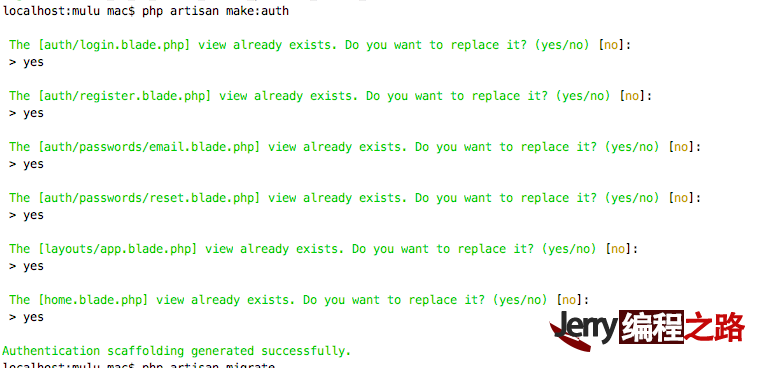 localhost:mulu mac$ php artisan make:auth
The [auth/login.blade.php] view already exists. Do you want to replace it? (yes/no) [no]:
> yes
The [auth/register.blade.php] view already exists. Do you want to replace it? (yes/no) [no]:
> yes
The [auth/passwords/email.blade.php] view already exists. Do you want to replace it? (yes/no) [no]:
> yes
The [auth/passwords/reset.blade.php] view already exists. Do you want to replace it? (yes/no) [no]:
> yes
The [layouts/app.blade.php] view already exists. Do you want to replace it? (yes/no) [no]:
> yes
The [home.blade.php] view already exists. Do you want to replace it? (yes/no) [no]:
> yes
Jerry编程之路
Authentication scaffolding generated successfully.
localhost:mulu mac$ php artisan migrate